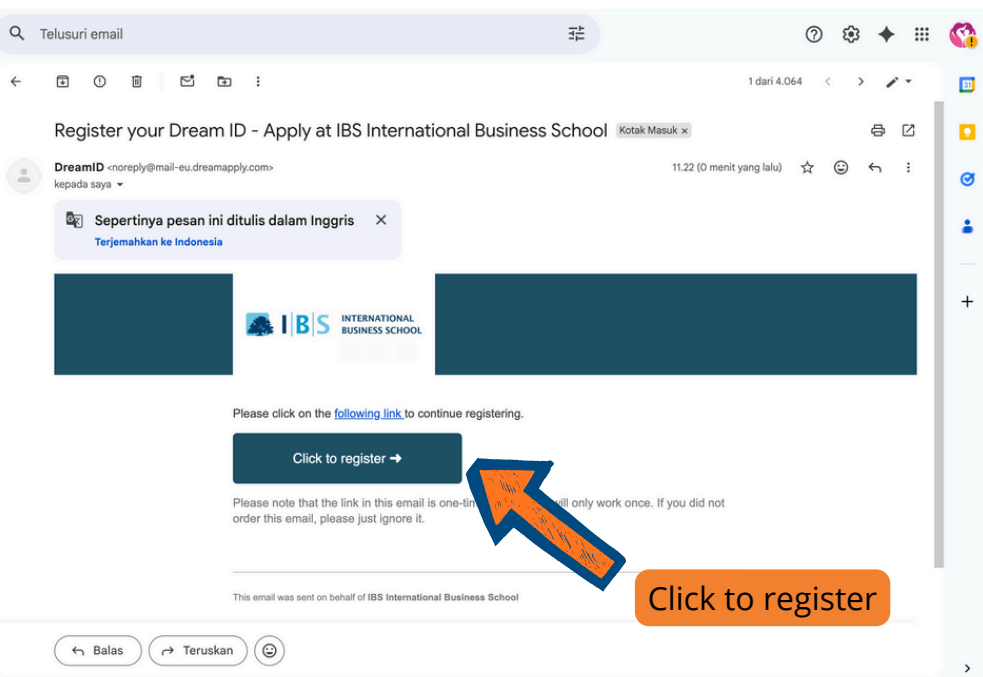 Telusuri email
1 dari 4.064
Register your Dream ID - Apply at IBS International Business School Kotak Masuk ×
DreamID <noreply@mail-eu.dreamapply.com> 11.22 (0 menit yang lalu)
kepada saya
Sepertinya pesan ini ditulis dalam Inggris
Terjemahkan ke Indonesia
IBS INTERNATIONAL
BUSINESS SCHOOL
Please click on the following link to continue registering.
Click to register ➔
Please note that the link in this email is one-tim will only work once. If you did not
order this email, please just ignore it.
This email was sent on behalf of IBS International Business School
Click to register
Balas Teruskan
31